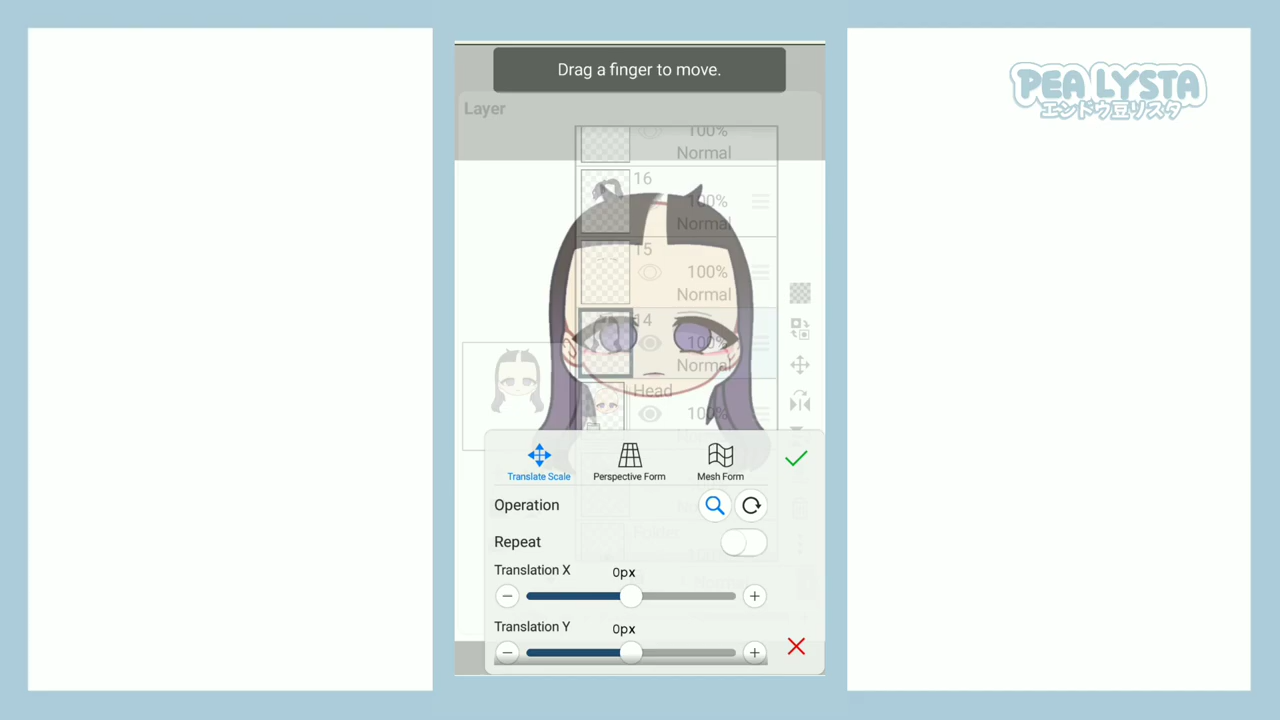 Drag a finger to move.
PEA LYSTA
エンドウ豆リスタ
Layer
100%
Normal
16
100%
Normal
15
100%
Normal
14
100%
Normal
Head
100%
Translate Scale
Perspective Form
Mesh Form
Operation
Repeat
Translation X
0px
Translation Y
0px